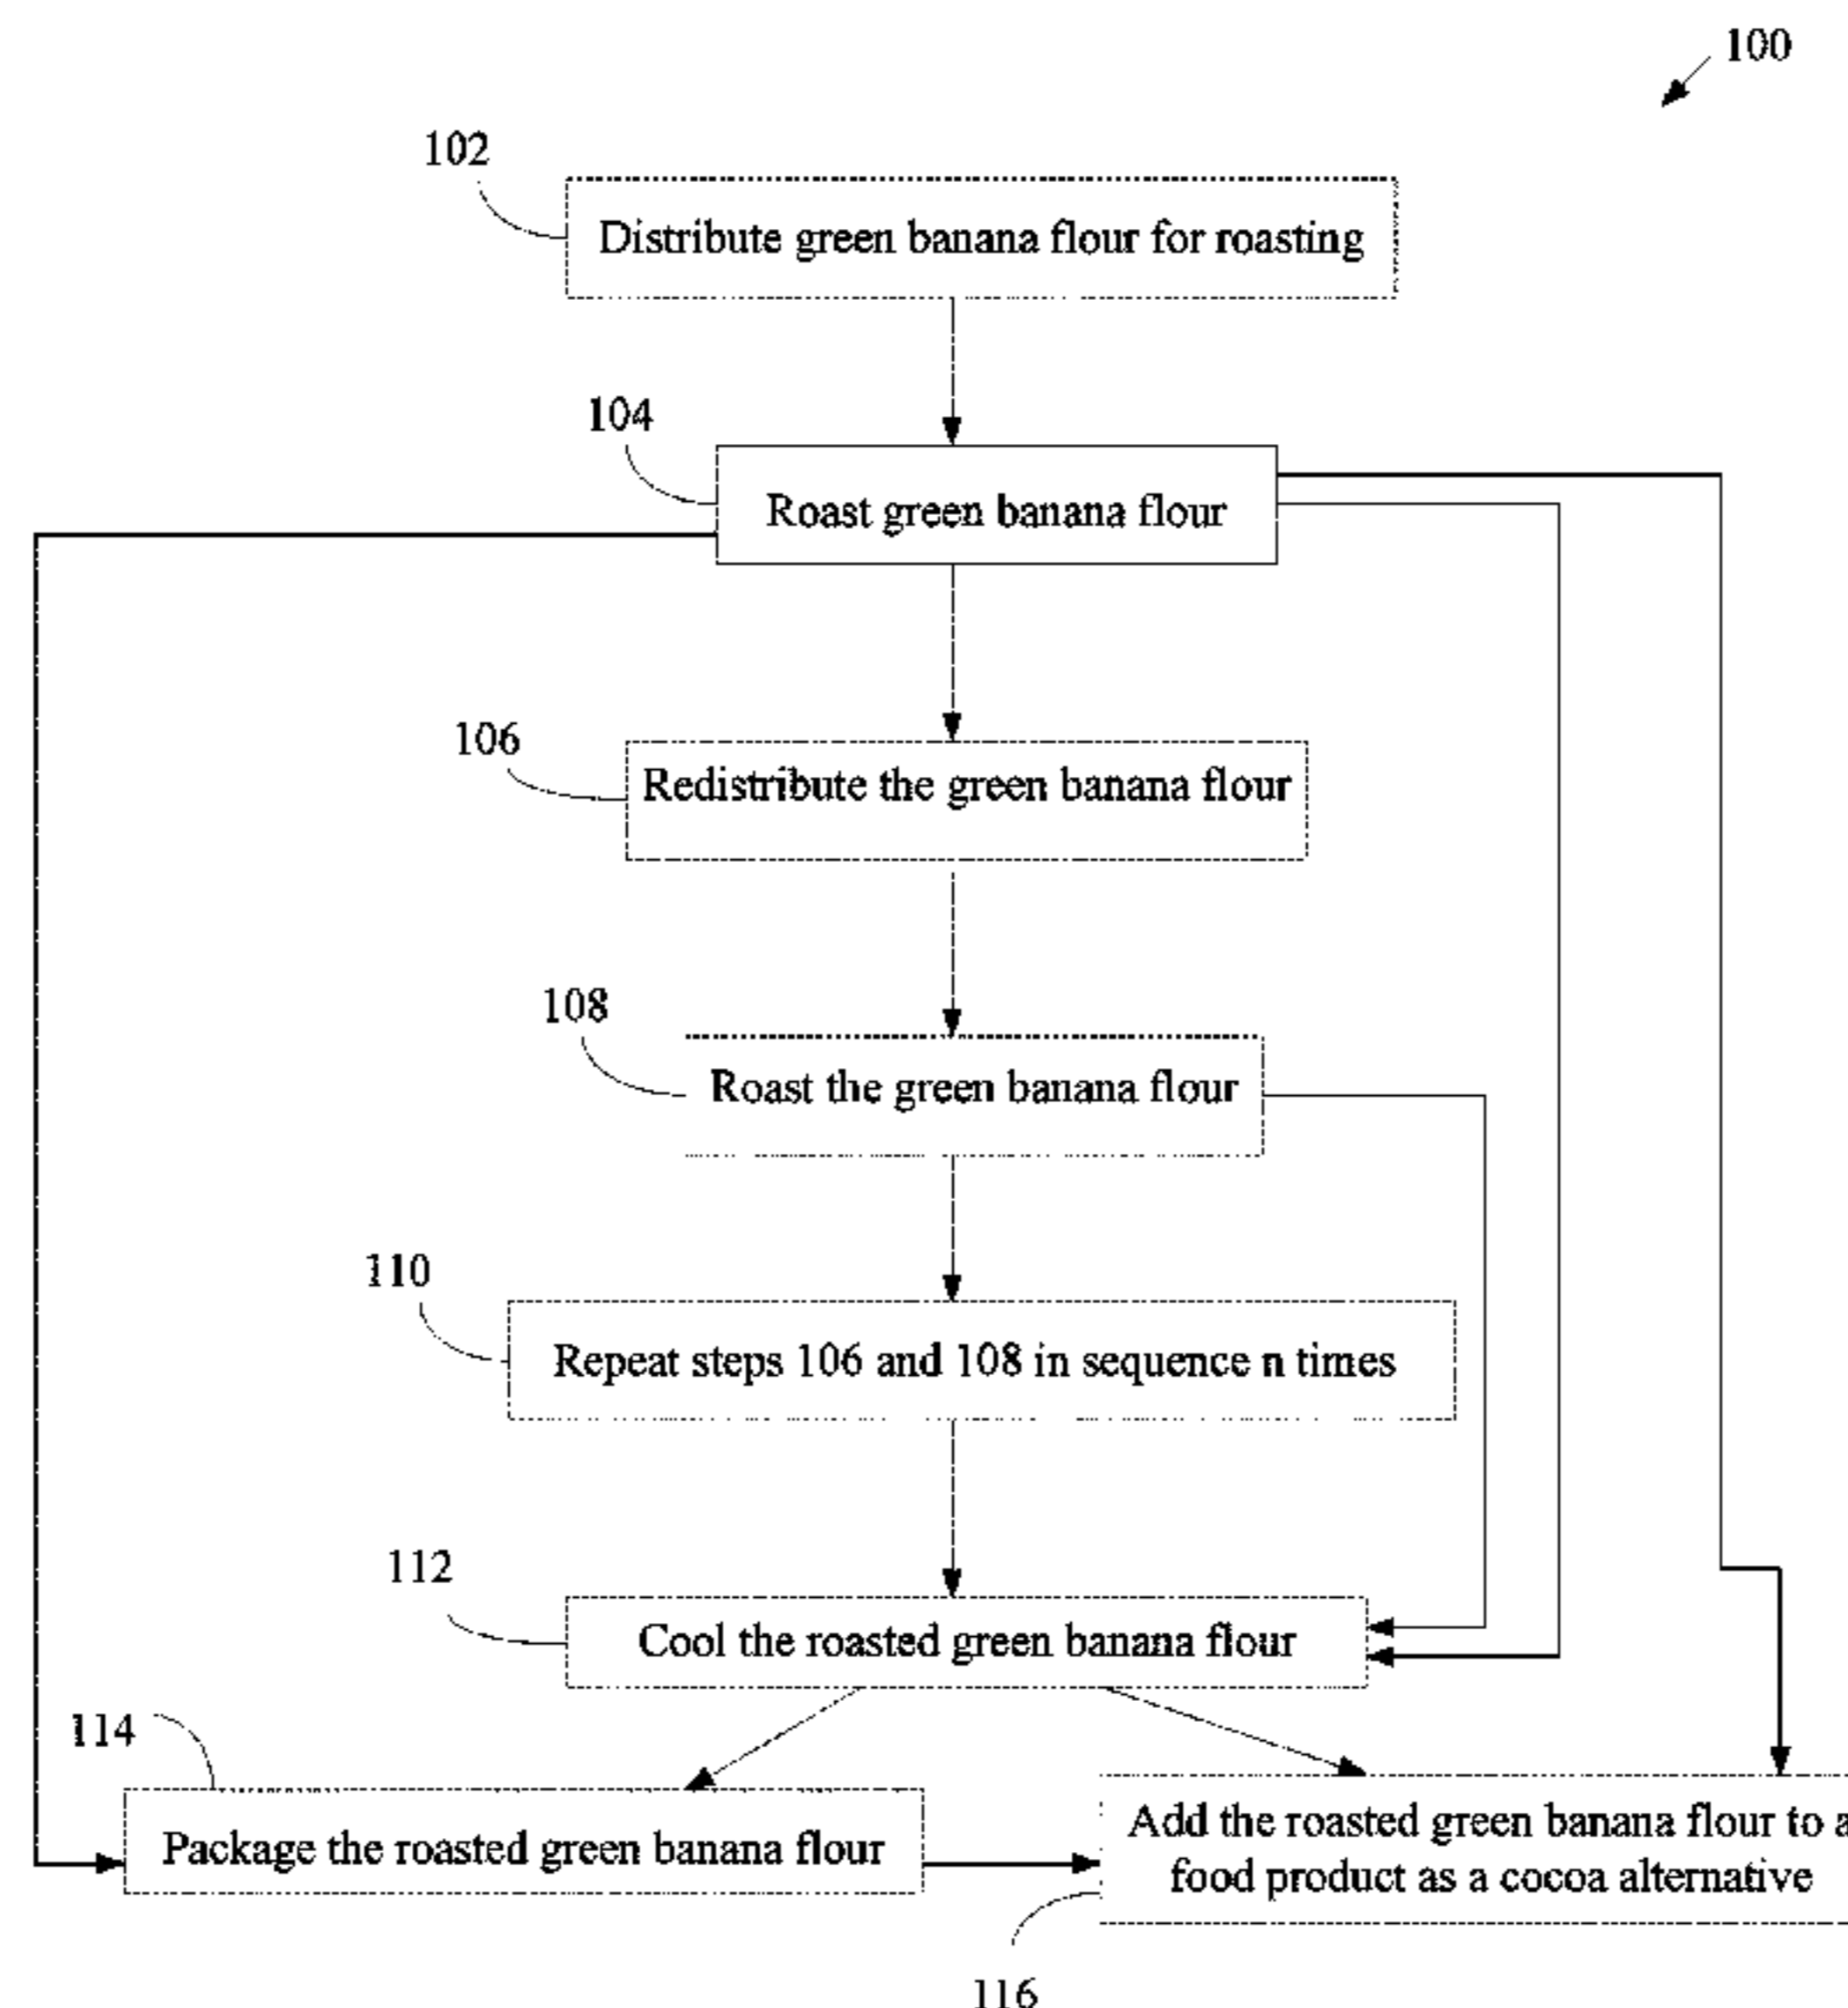 100
102
Distribute green banana flour for roasting
104
Roast green banana flour
106
Redistribute the green banana flour
108
Roast the green banana flour
110
Repeat steps 106 and 108 in sequence n times
112
Cool the roasted green banana flour
114
Package the roasted green banana flour
Add the roasted green banana flour to a
food product as a cocoa alternative
116